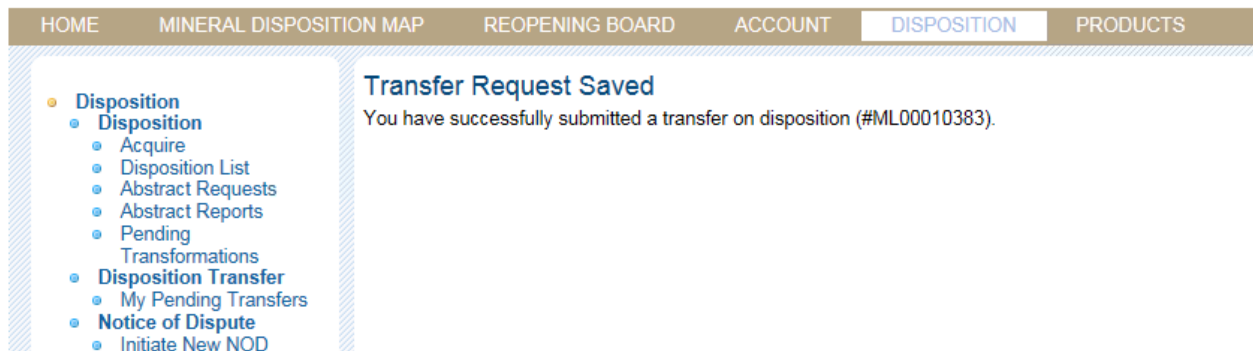 HOME MINERAL DISPOSITION MAP REOPENING BOARD ACCOUNT DISPOSITION PRODUCTS
Disposition
Disposition
Acquire
Disposition List
Abstract Requests
Abstract Reports
Pending
Transformations
Disposition Transfer
My Pending Transfers
Notice of Dispute
Initiate New NOD
Transfer Request Saved
You have successfully submitted a transfer on disposition (#ML00010383).